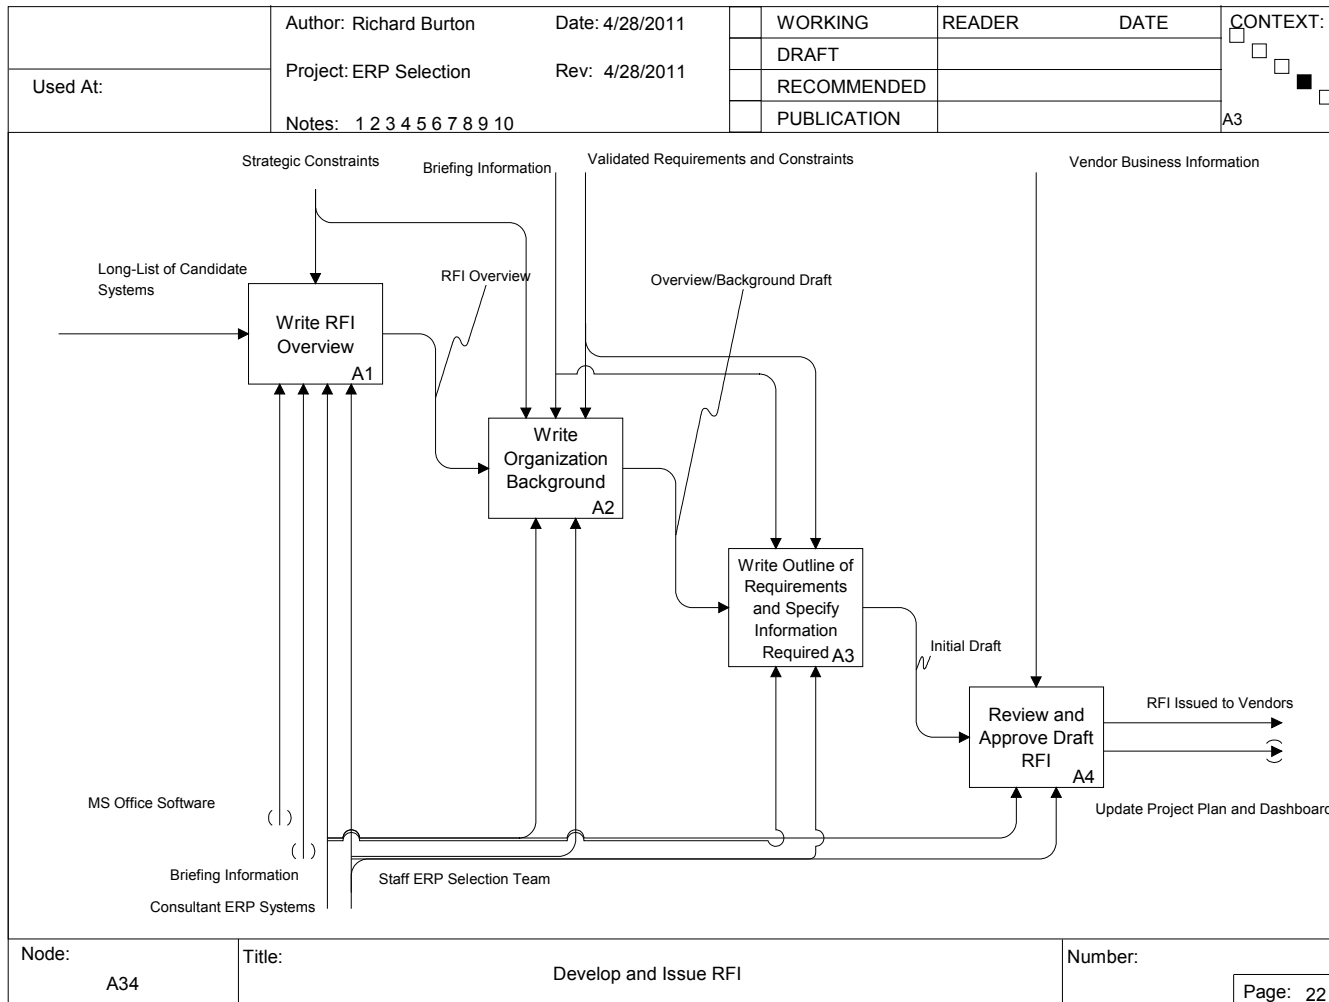 Used At:
Author: Richard Burton
Date: 4/28/2011
Project: ERP Selection
Rev: 4/28/2011
Notes: 1 2 3 4 5 6 7 8 9 10
WORKING
DRAFT
RECOMMENDED
PUBLICATION
READER
DATE
CONTEXT:
A3
Strategic Constraints
Briefing Information
Validated Requirements and Constraints
Vendor Business Information
Long-List of Candidate
Systems
RFI Overview
Overview/Background Draft
Write RFI
Overview
A1
Write
Organization
Background
A2
Write Outline of
Requirements
and Specify
Information
Required
A3
Initial Draft
Review and
Approve Draft
RFI
A4
RFI Issued to Vendors
Update Project Plan and Dashboard
MS Office Software
Briefing Information
Staff ERP Selection Team
Consultant ERP Systems
Node:
A34
Title:
Develop and Issue RFI
Number:
Page: 22